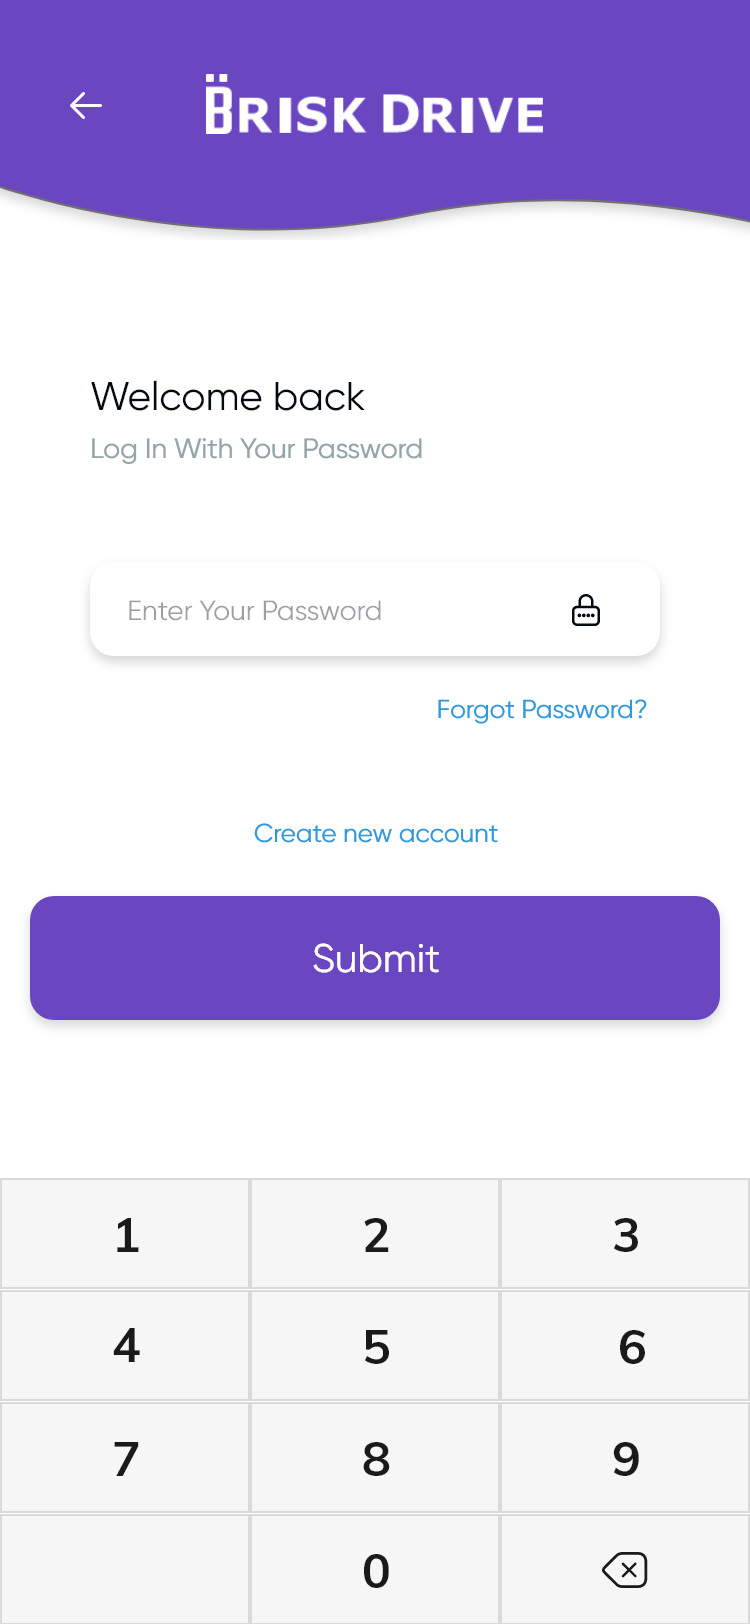 B̈RISK DRIVE
Welcome back
Log In With Your Password
Enter Your Password
Forgot Password?
Create new account
Submit
1 2 3
4 5 6
7 8 9
0